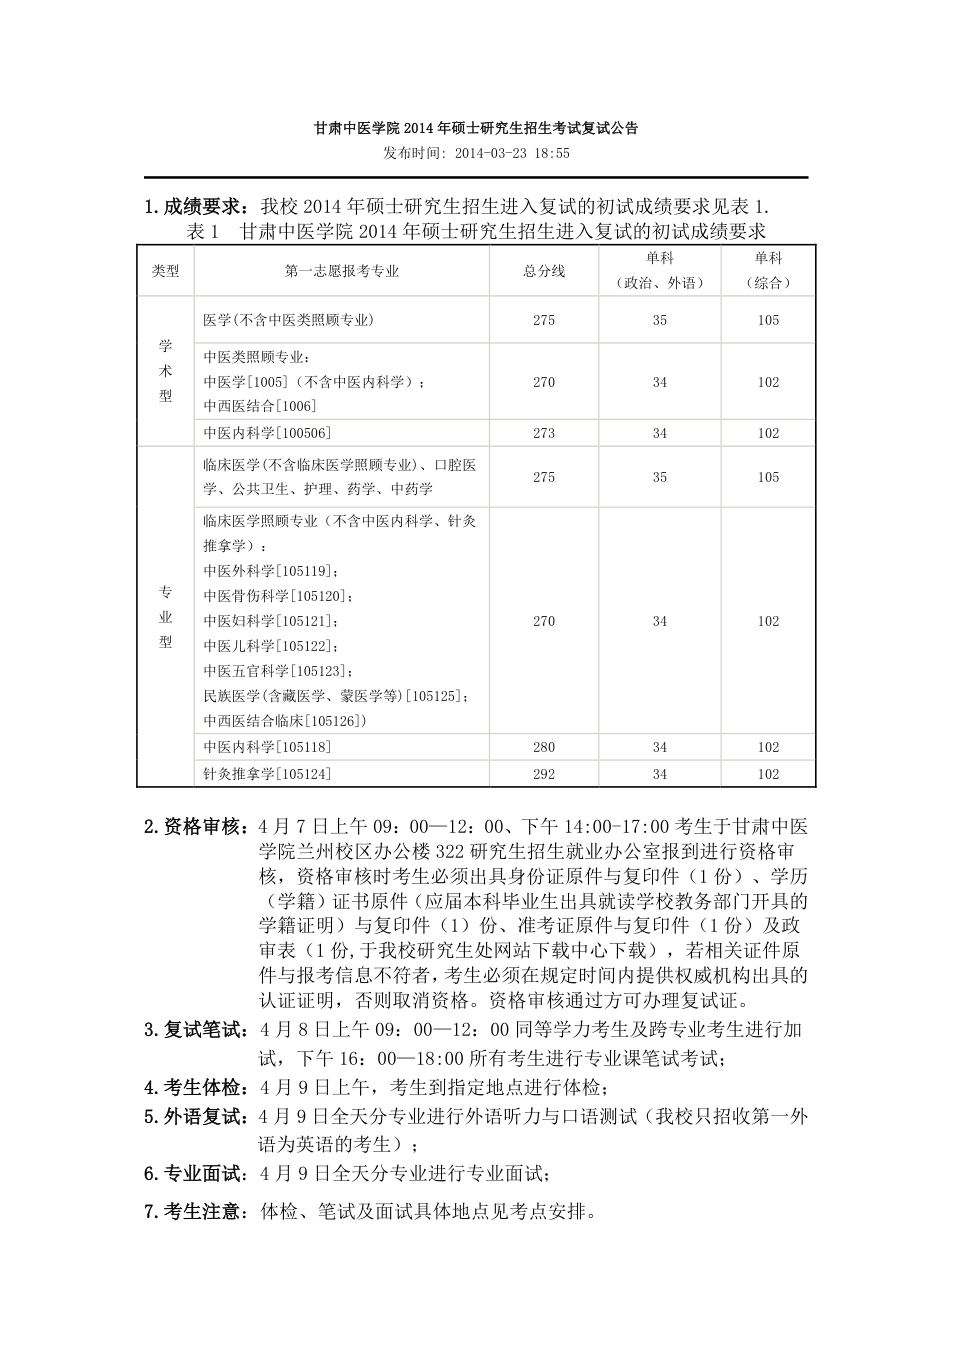 甘肃中医学院 2014 年硕士研究生招生考试复试公告
发布时间: 2014-03-23 18:55
1.成绩要求：我校 2014 年硕士研究生招生进入复试的初试成绩要求见表 1.
表 1　甘肃中医学院 2014 年硕士研究生招生进入复试的初试成绩要求
类型
第一志愿报考专业
总分线
单科
（政治、外语）
单科
（综合）
学
术
型
医学(不含中医类照顾专业)
275
35
105
中医类照顾专业:
中医学[1005]（不含中医内科学）;
中西医结合[1006]
270
34
102
中医内科学[100506]
273
34
102
专
业
型
临床医学(不含临床医学照顾专业)、口腔医
学、公共卫生、护理、药学、中药学
275
35
105
临床医学照顾专业（不含中医内科学、针灸
推拿学）:
中医外科学[105119];
中医骨伤科学[105120];
中医妇科学[105121];
中医儿科学[105122];
中医五官科学[105123];
民族医学(含藏医学、蒙医学等)[105125];
中西医结合临床[105126])
270
34
102
中医内科学[105118]
280
34
102
针灸推拿学[105124]
292
34
102
2.资格审核：4 月 7 日上午 09：00—12：00、下午 14:00-17:00 考生于甘肃中医
学院兰州校区办公楼 322 研究生招生就业办公室报到进行资格审
核，资格审核时考生必须出具身份证原件与复印件（1 份）、学历
（学籍）证书原件（应届本科毕业生出具就读学校教务部门开具的
学籍证明）与复印件（1）份、准考证原件与复印件（1 份）及政
审表（1 份,于我校研究生处网站下载中心下载），若相关证件原
件与报考信息不符者,考生必须在规定时间内提供权威机构出具的
认证证明，否则取消资格。资格审核通过方可办理复试证。
3.复试笔试：4 月 8 日上午 09：00—12：00 同等学力考生及跨专业考生进行加
试，下午 16：00—18:00 所有考生进行专业课笔试考试;
4.考生体检：4 月 9 日上午，考生到指定地点进行体检;
5.外语复试：4 月 9 日全天分专业进行外语听力与口语测试（我校只招收第一外
语为英语的考生）;
6.专业面试：4 月 9 日全天分专业进行专业面试;
7.考生注意：体检、笔试及面试具体地点见考点安排。